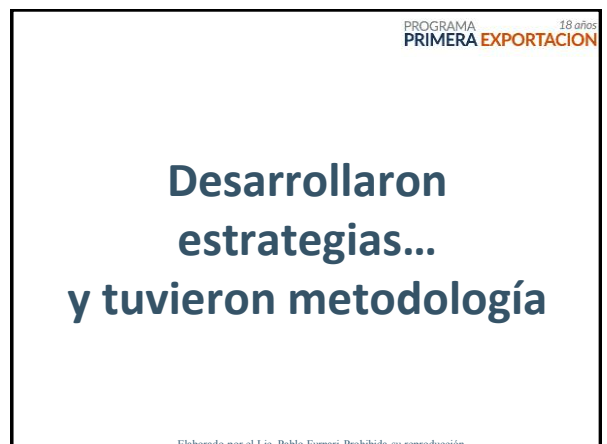 PROGRAMA 18 años
PRIMERA EXPORTACION
Desarrollaron
estrategias…
y tuvieron metodología
Elaborado por el Lic. Pablo Furnari Prohibida su reproducción